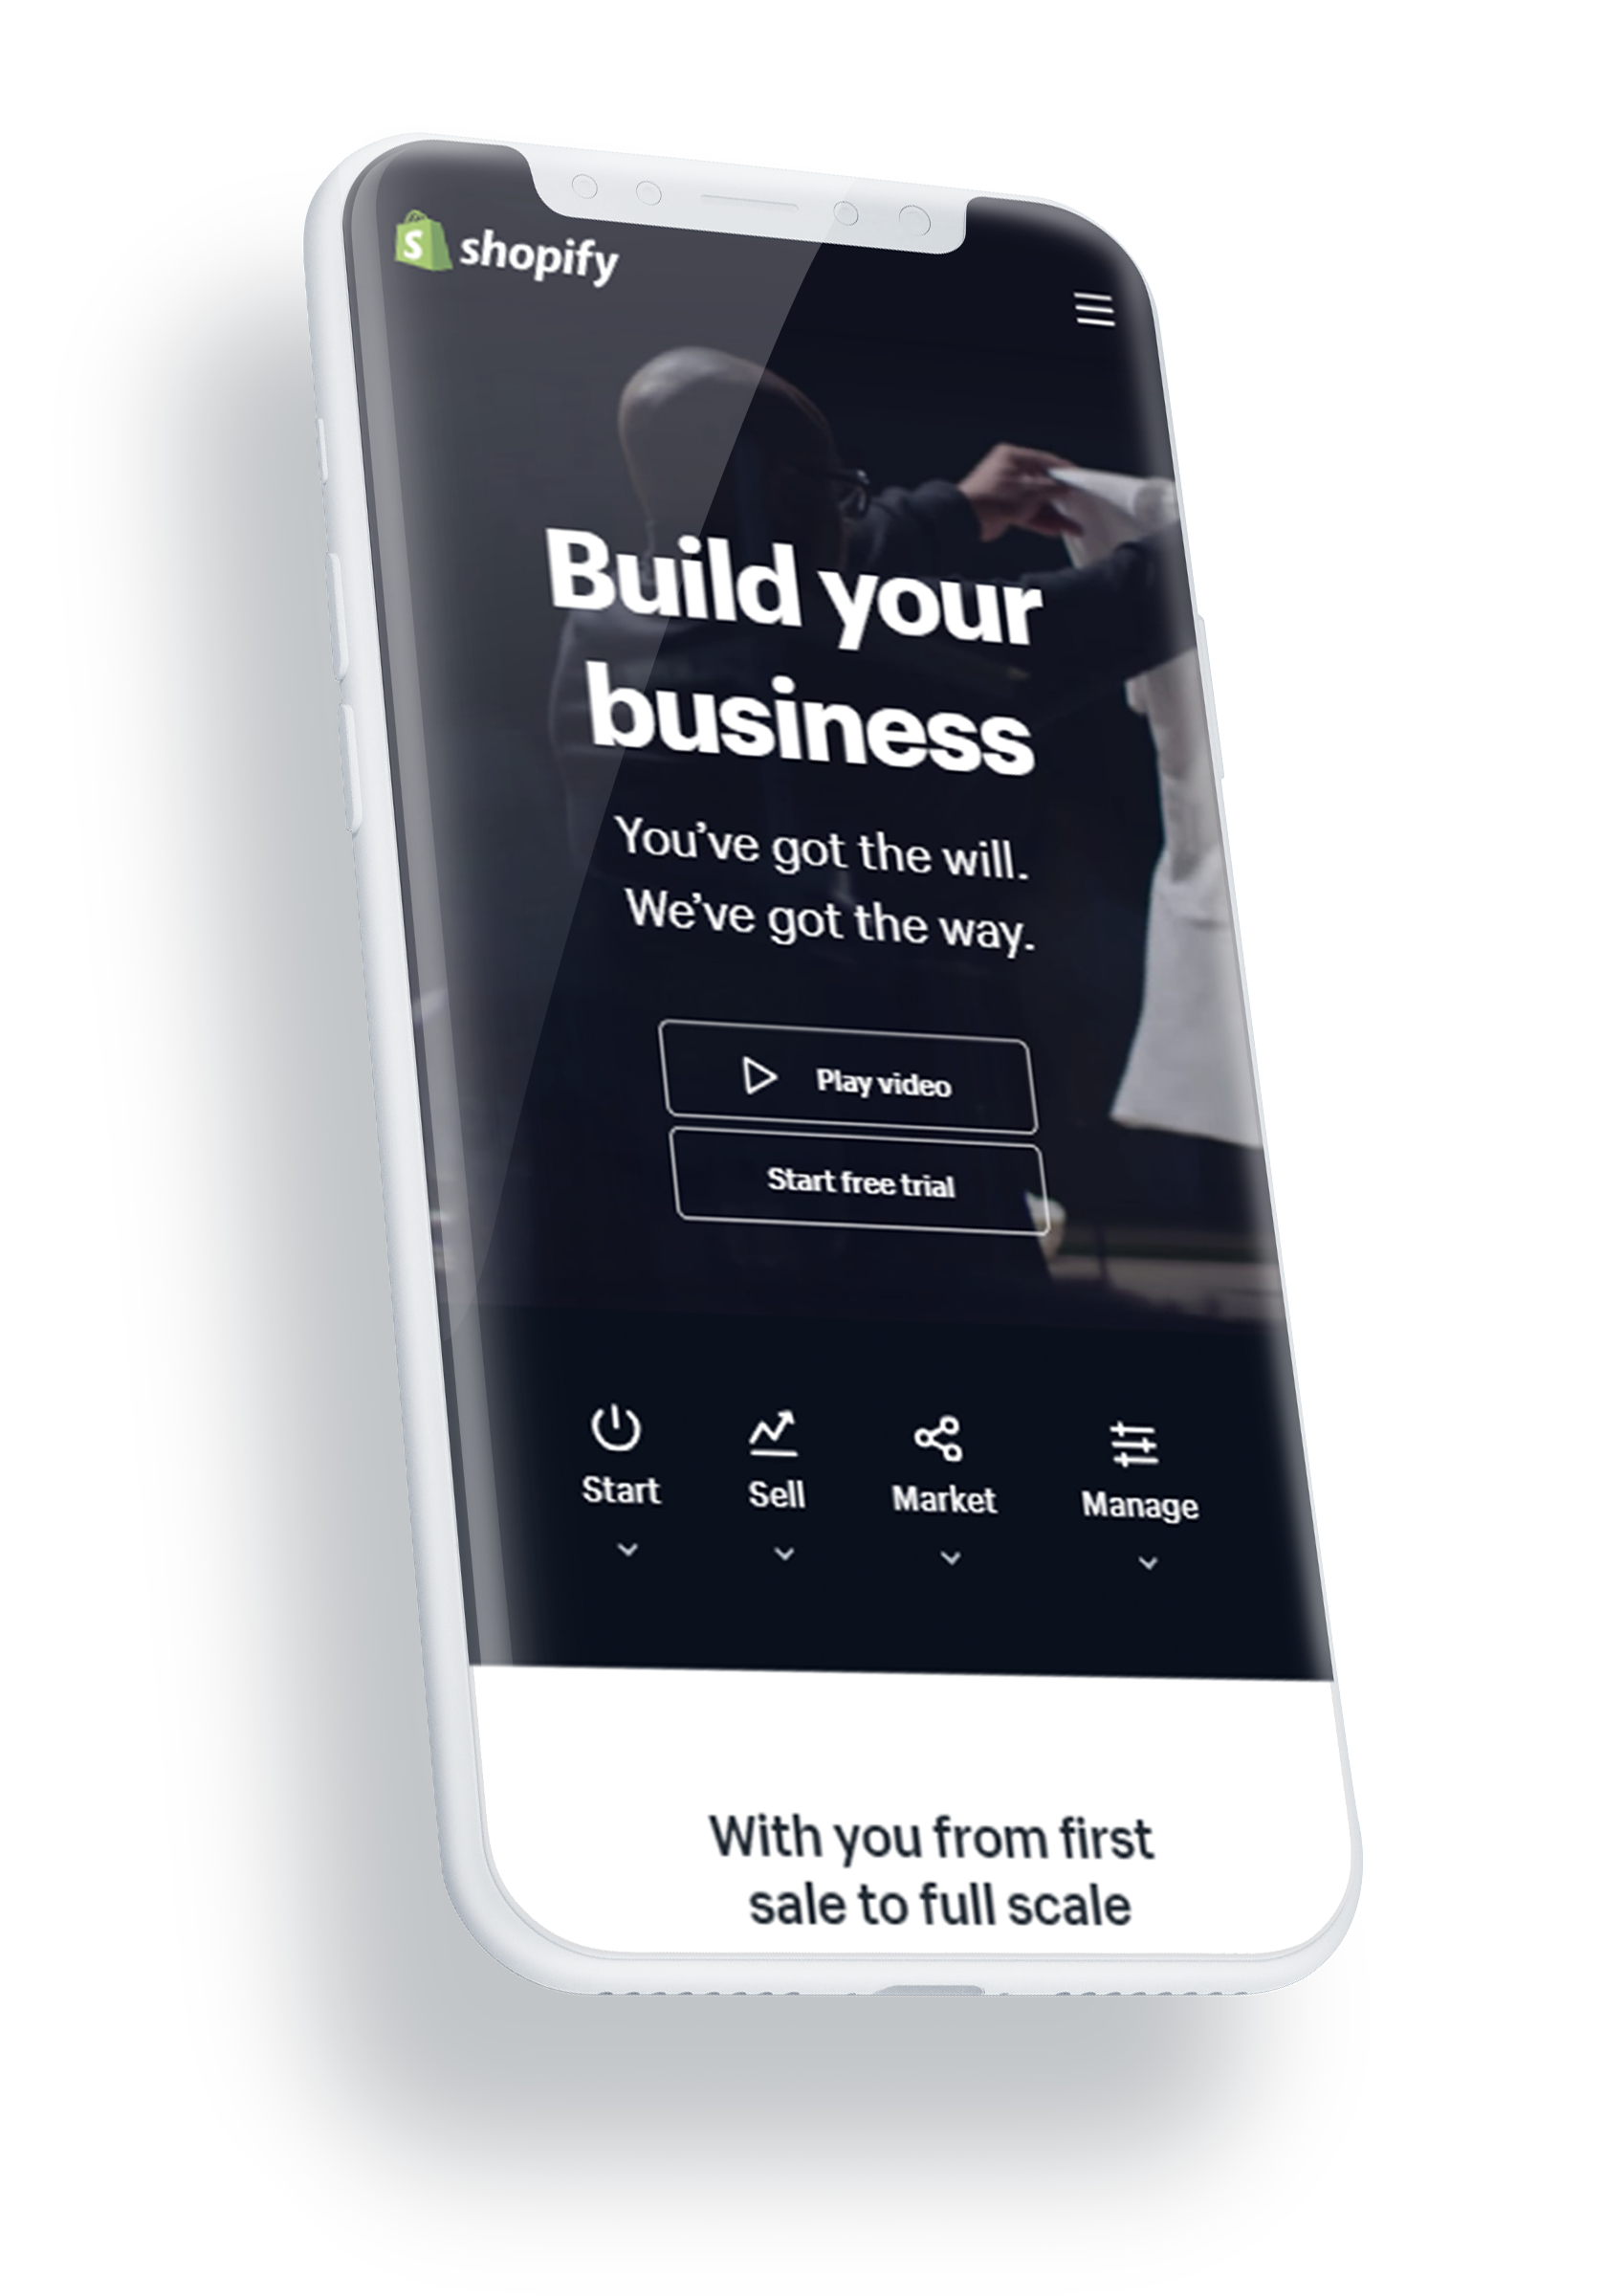 shopify
Build your
business
You've got the will.
We've got the way.
Play video
Start free trial
Start Sell Market Manage
With you from first
sale to full scale